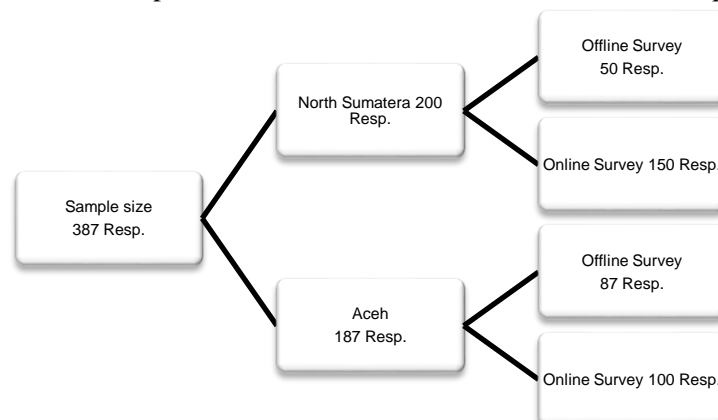 Offline Survey
50 Resp.
North Sumatera 200
Resp.
Online Survey 150 Resp.
Sample size
387 Resp.
Offline Survey
87 Resp.
Aceh
187 Resp.
Online Survey 100 Resp.